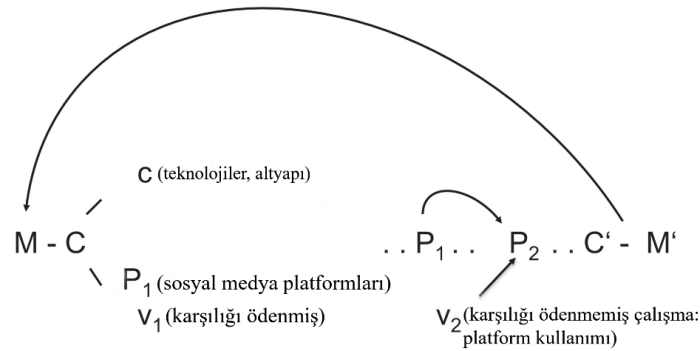 c (teknolojiler, altyapı)
M - C
. . P₁ . . P₂ . . C‘ - M‘
P₁ (sosyal medya platformları)
v₁ (karşılığı ödenmiş)
v₂ (karşılığı ödenmemiş çalışma:
platform kullanımı)